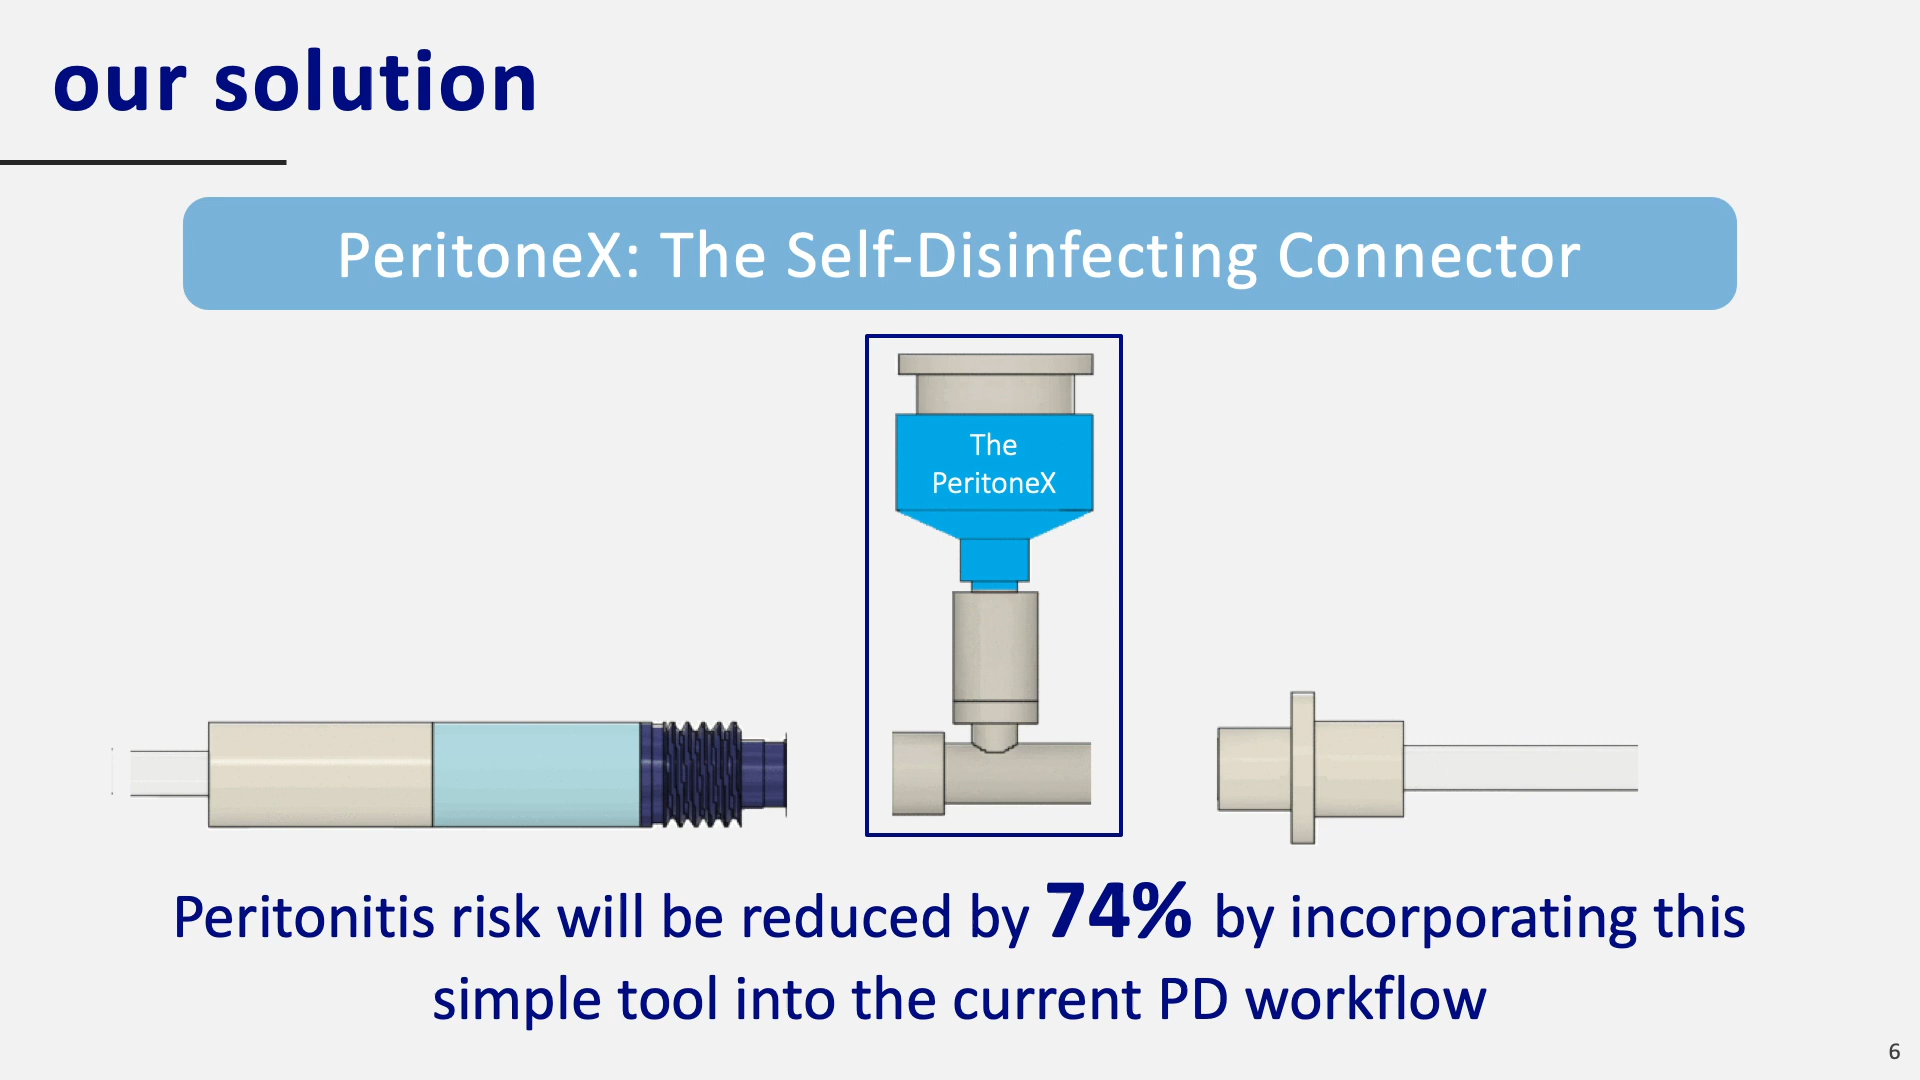 our solution
PeritoneX: The Self-Disinfecting Connector
The
PeritoneX
Peritonitis risk will be reduced by 74% by incorporating this
simple tool into the current PD workflow
6